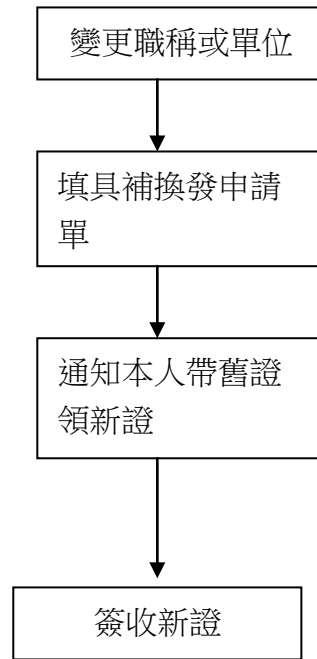 變更職稱或單位
填具補換發申請
單
通知本人帶舊證
領新證
簽收新證